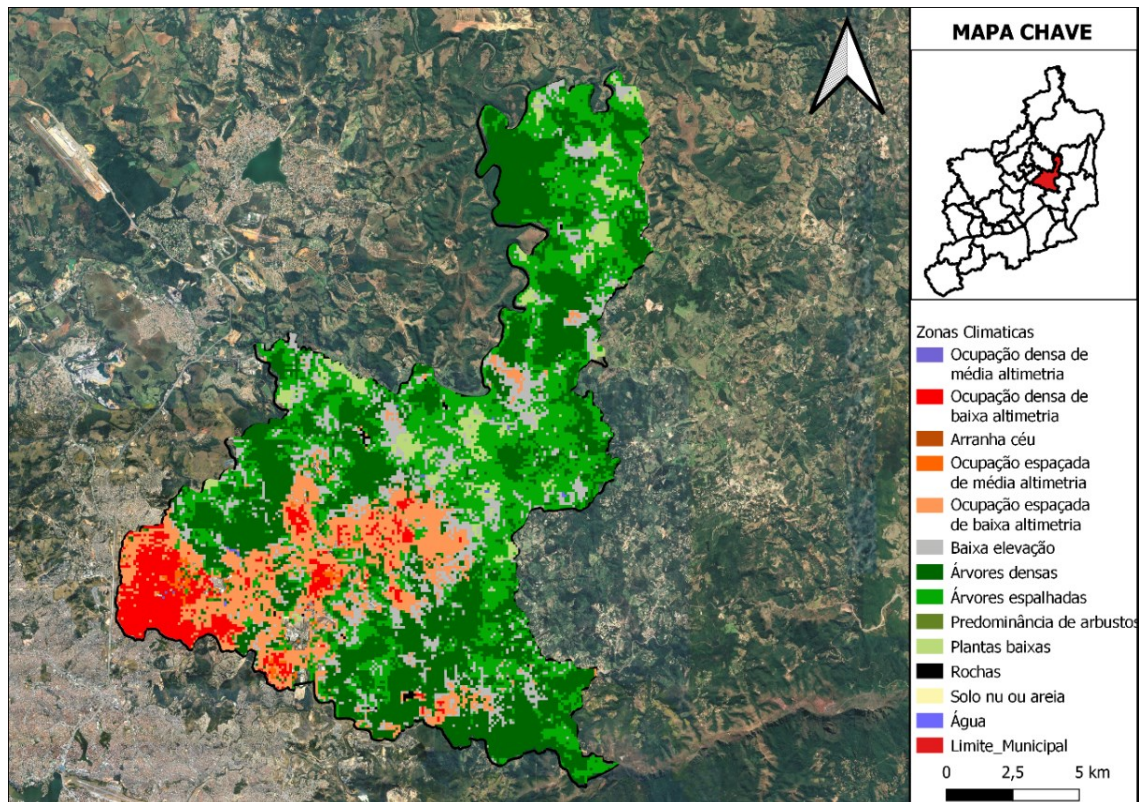 MAPA CHAVE
Zonas Climaticas
Ocupação densa de
média altimetria
Ocupação densa de
baixa altimetria
Arranha céu
Ocupação espaçada
de média altimetria
Ocupação espaçada
de baixa altimetria
Baixa elevação
Árvores densas
Árvores espalhadas
Predominância de arbustos
Plantas baixas
Rochas
Solo nu ou areia
Água
Limite_Municipal
0 2,5 5 km